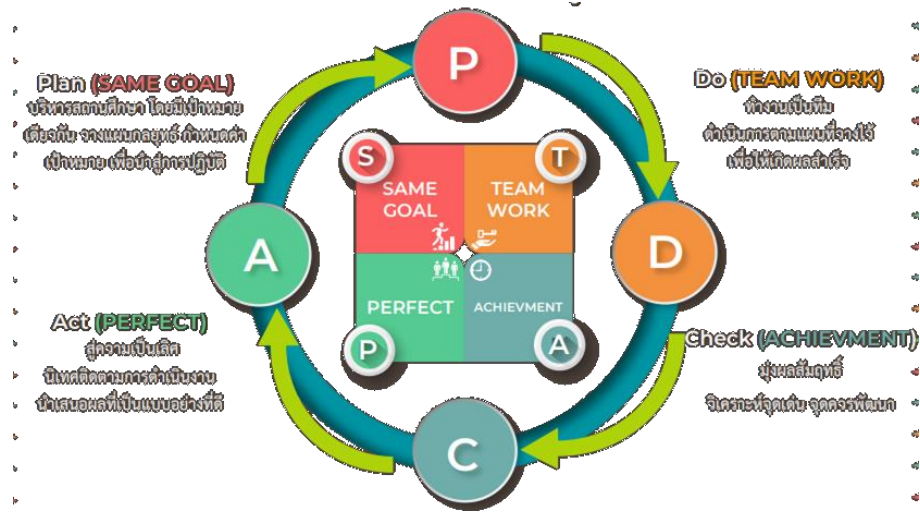 P
Plan (SAME GOAL)
บริหารสถานศึกษา โดยมีเป้าหมาย
เดียวกัน วางแผนกลยุทธ์ กำหนดค่า
เป้าหมาย เพื่อนำสู่การปฏิบัติ
Do (TEAM WORK)
ทำงานเป็นทีม
ดำเนินการตามแผนที่วางไว้
เพื่อให้เกิดผลสำเร็จ
S
T
SAME
GOAL
TEAM
WORK
A
D
PERFECT
ACHIEVMENT
P
A
Act (PERFECT)
สู่ความเป็นเลิศ
นิเทศติดตามการดำเนินงาน
นำเสนอผลที่เป็นแบบอย่างที่ดี
Check (ACHIEVMENT)
มุ่งผลสัมฤทธิ์
วิเคราะห์จุดเด่น จุดควรพัฒนา
C